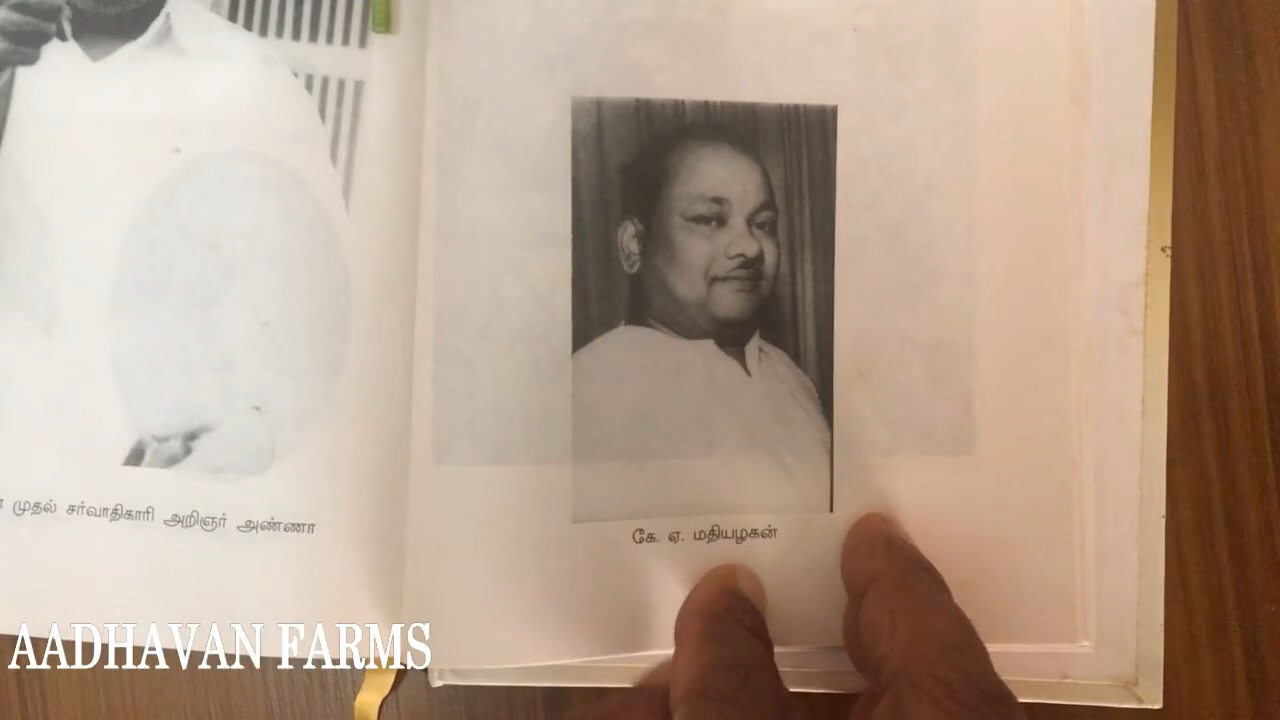 முதல் சர்வாதிகாரி அறிஞர் அண்ணா
கே. ஏ. மதியழகன்
AADHAVAN FARMS